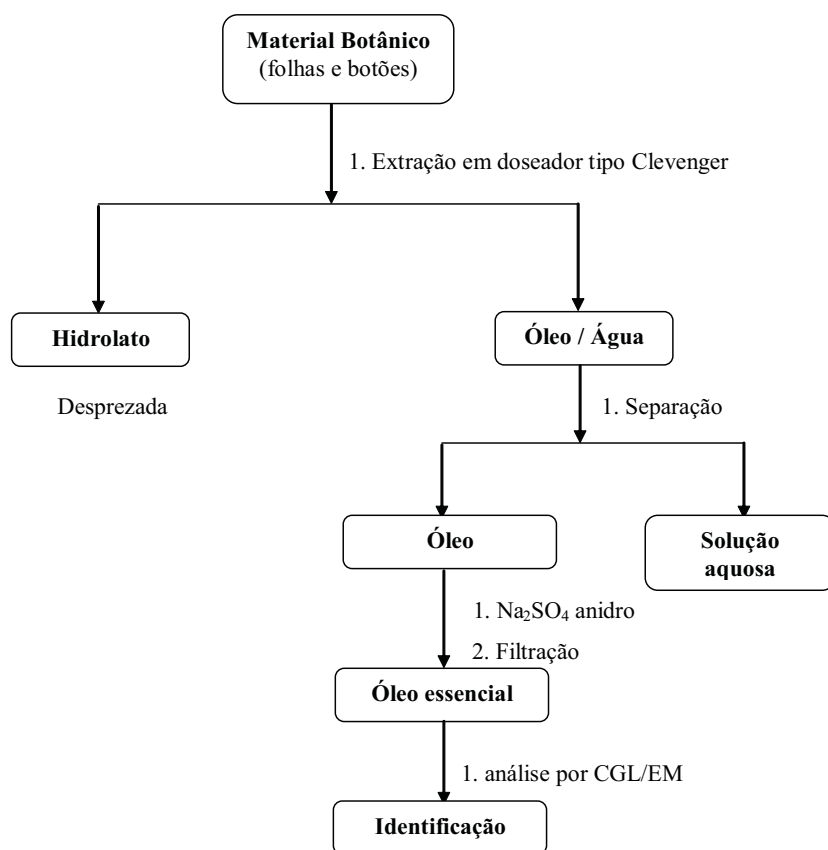 Material Botânico
(folhas e botões)
1. Extração em doseador tipo Clevenger
Hidrolato
Óleo / Água
Desprezada
1. Separação
Óleo
Solução
aquosa
1. Na₂SO₄ anidro
2. Filtração
Óleo essencial
1. análise por CGL/EM
Identificação